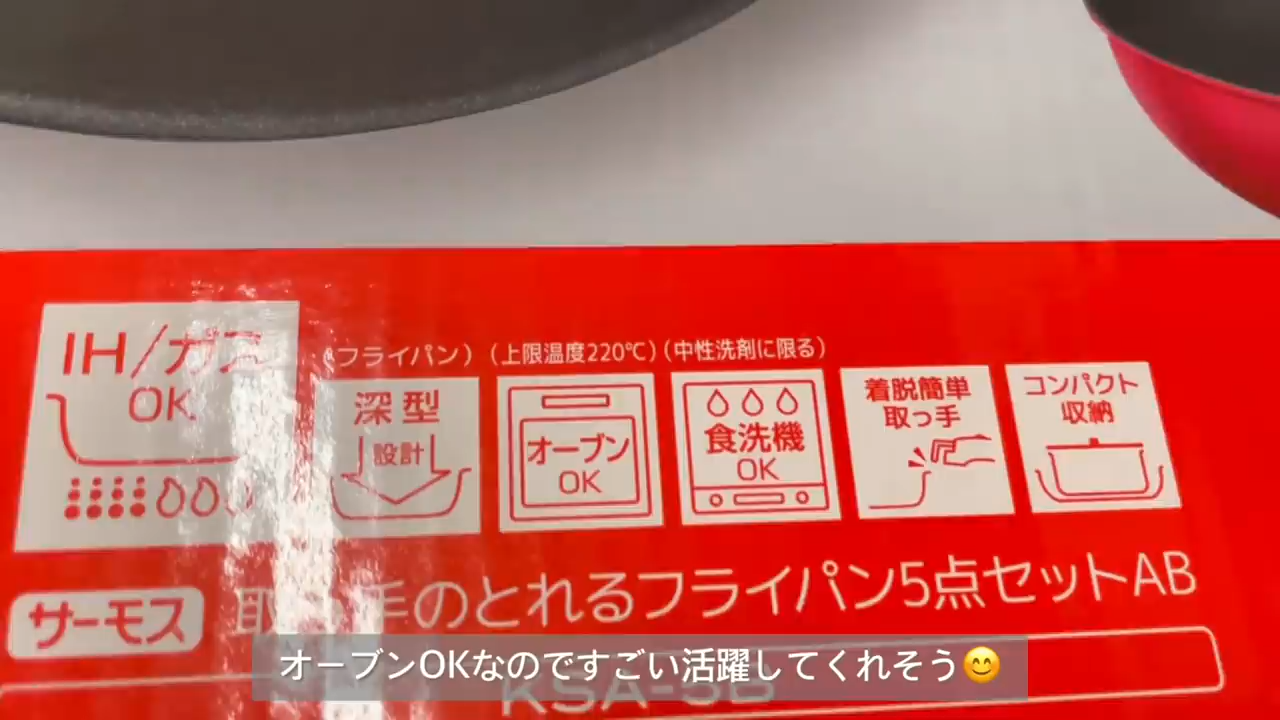 IH/ガス
OK
(フライパン)
深型
設計
(上限温度220℃)
オーブン
OK
(中性洗剤に限る)
食洗機
OK
着脱簡単
取っ手
コンパクト
収納
サーモス
取っ手のとれるフライパン5点セットAB
オーブンOKなのですごい活躍してくれそう😊